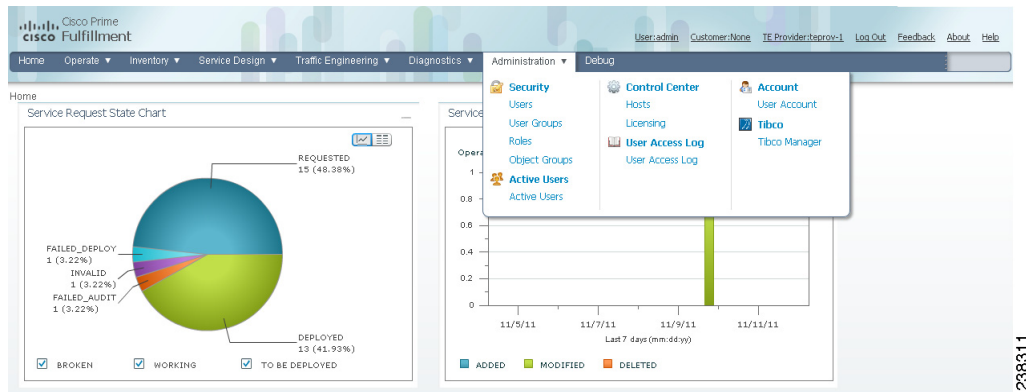 Cisco Prime
CISCO Fulfillment
User:admin Customer:None TE Provider:teprov-1 Log Out Feedback About Help
Home Operate ▼ Inventory ▼ Service Design ▼ Traffic Engineering ▼ Diagnostics ▼ Administration ▼ Debug
Home
Security
Users
User Groups
Roles
Object Groups
Active Users
Active Users
Control Center
Hosts
Licensing
User Access Log
User Access Log
Account
User Account
Tibco
Tibco Manager
Service Request State Chart
REQUESTED
15 (48.38%)
FAILED_DEPLOY
1 (3.22%)
INVALID
1 (3.22%)
FAILED_AUDIT
1 (3.22%)
DEPLOYED
13 (41.93%)
BROKEN WORKING TO BE DEPLOYED
Service
Opera
1
0.8
0.6
0.4
0.2
0
11/5/11 11/7/11 11/9/11 11/11/11
Last 7 days (mm:dd:yy)
ADDED MODIFIED DELETED
238311